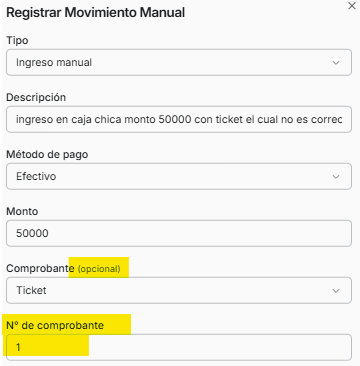 Registrar Movimiento Manual
Tipo
Ingreso manual
Descripción
ingreso en caja chica monto 50000 con ticket el cual no es correc
Método de pago
Efectivo
Monto
50000
Comprobante (opcional)
Ticket
N° de comprobante
1